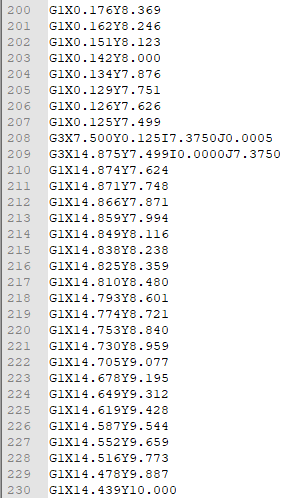 200 G1X0.176Y8.369
201 G1X0.162Y8.246
202 G1X0.151Y8.123
203 G1X0.142Y8.000
204 G1X0.134Y7.876
205 G1X0.129Y7.751
206 G1X0.126Y7.626
207 G1X0.125Y7.499
208 G3X7.500Y0.125I7.3750J0.0005
209 G3X14.875Y7.499I0.0000J7.3750
210 G1X14.874Y7.624
211 G1X14.871Y7.748
212 G1X14.866Y7.871
213 G1X14.859Y7.994
214 G1X14.849Y8.116
215 G1X14.838Y8.238
216 G1X14.825Y8.359
217 G1X14.810Y8.480
218 G1X14.793Y8.601
219 G1X14.774Y8.721
220 G1X14.753Y8.840
221 G1X14.730Y8.959
222 G1X14.705Y9.077
223 G1X14.678Y9.195
224 G1X14.649Y9.312
225 G1X14.619Y9.428
226 G1X14.587Y9.544
227 G1X14.552Y9.659
228 G1X14.516Y9.773
229 G1X14.478Y9.887
230 G1X14.439Y10.000